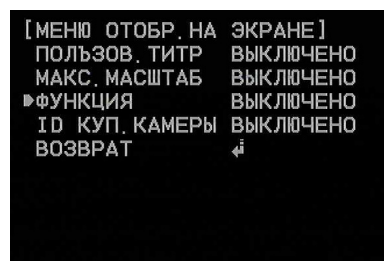 [МЕНЮ ОТОБР.НА ЭКРАНЕ]
ПОЛЬЗОВ.ТИТР ВЫКЛЮЧЕНО
МАКС.МАСШТАБ ВЫКЛЮЧЕНО
ФУНКЦИЯ ВЫКЛЮЧЕНО
ID КУП.КАМЕРЫ ВЫКЛЮЧЕНО
ВОЗВРАТ